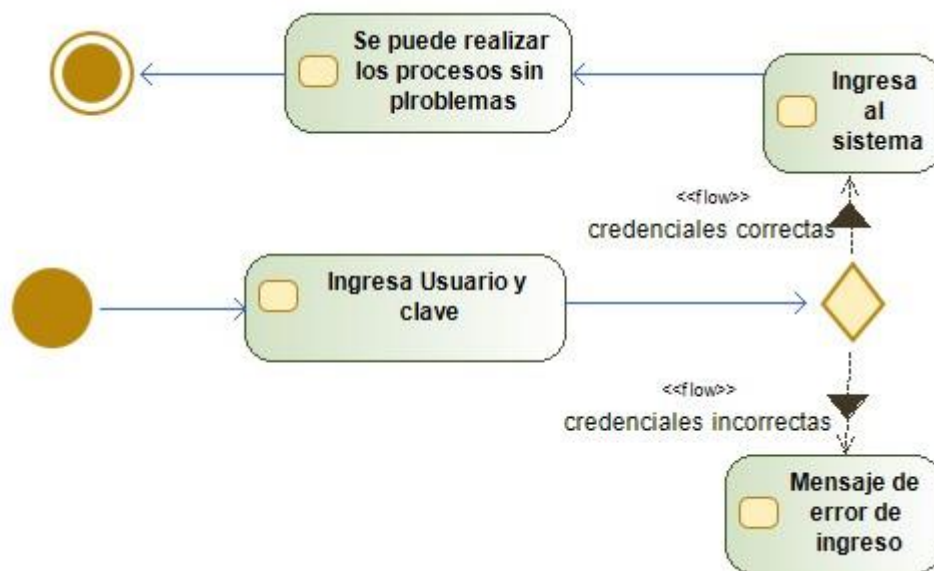 Se puede realizar
los procesos sin
plroblemas
Ingresa
al
sistema
<<flow>>
credenciales correctas
Ingresa Usuario y
clave
<<flow>>
credenciales incorrectas
Mensaje de
error de
ingreso